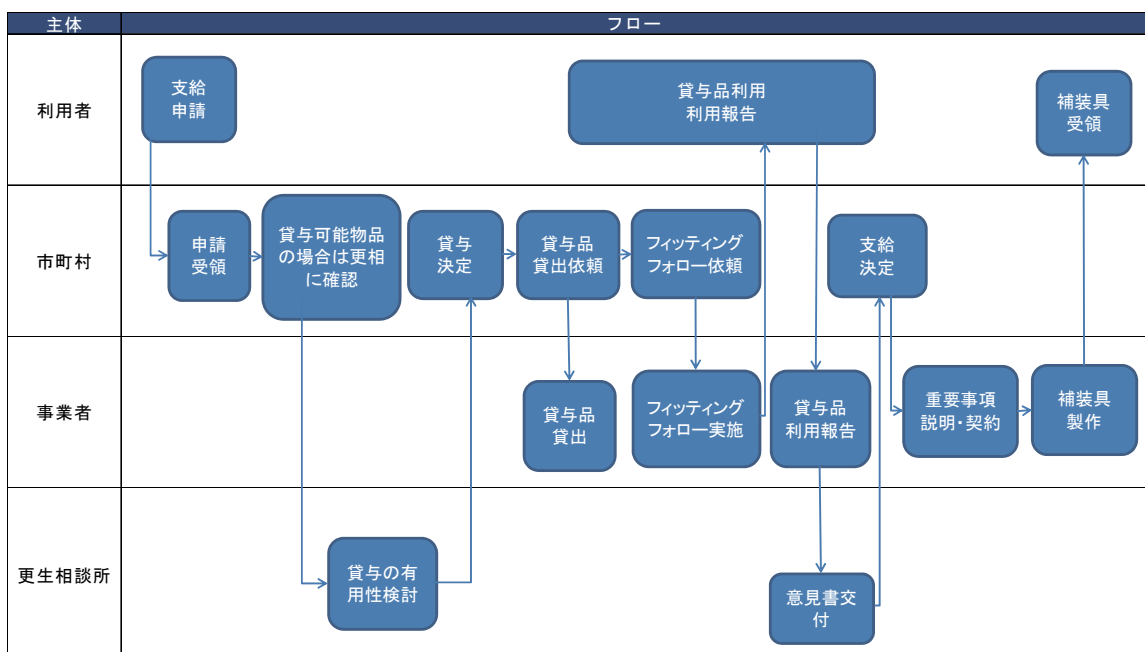 主体
フロー
利用者
支給
申請
貸与品利用
利用報告
補装具
受領
市町村
申請
受領
貸与可能物品
の場合は更相
に確認
貸与
決定
貸与品
貸出依頼
フィッティング
フォロー依頼
支給
決定
事業者
貸与品
貸出
フィッティング
フォロー実施
貸与品
利用報告
重要事項
説明・契約
補装具
製作
更生相談所
貸与の有
用性検討
意見書交
付